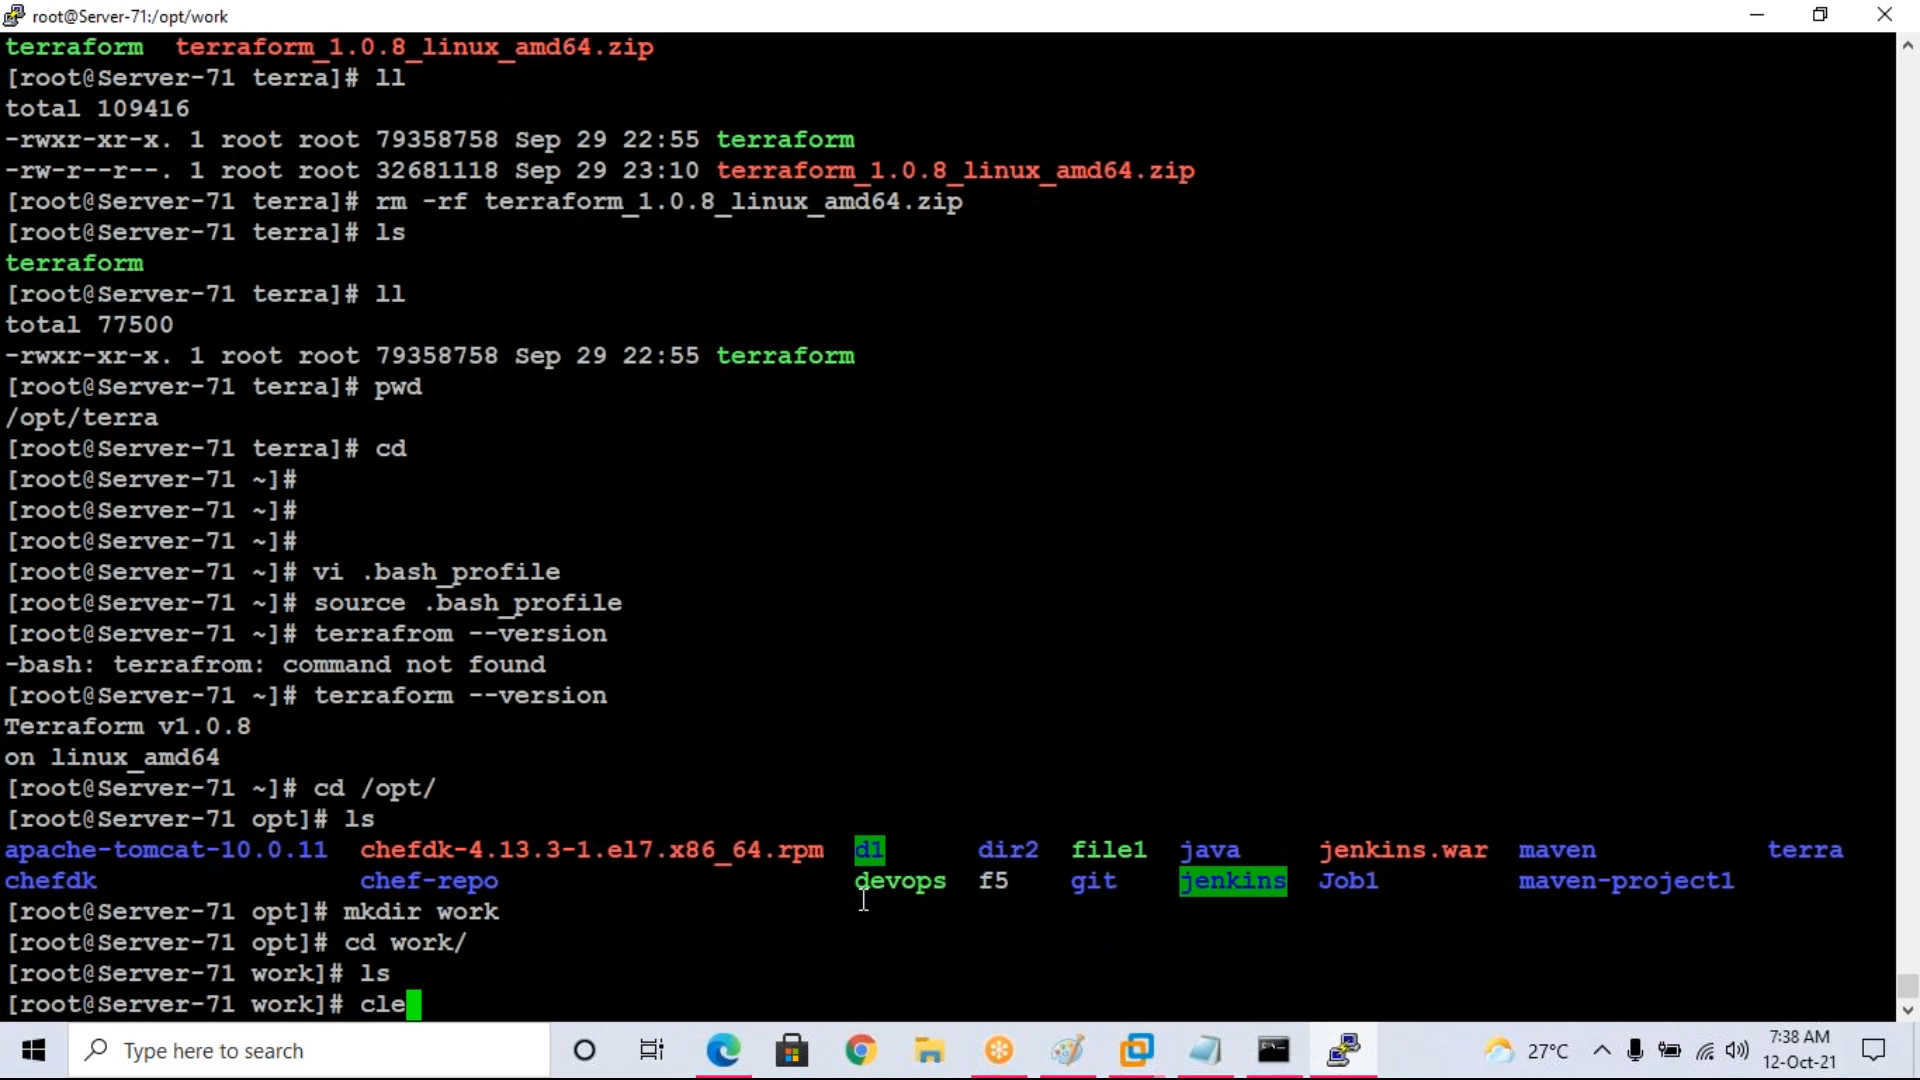 root@Server-71:/opt/work
terraform  terraform_1.0.8_linux_amd64.zip
[root@Server-71 terra]# ll
total 109416
-rwxr-xr-x. 1 root root 79358758 Sep 29 22:55 terraform
-rw-r--r--. 1 root root 32681118 Sep 29 23:10 terraform_1.0.8_linux_amd64.zip
[root@Server-71 terra]# rm -rf terraform_1.0.8_linux_amd64.zip
[root@Server-71 terra]# ls
terraform
[root@Server-71 terra]# ll
total 77500
-rwxr-xr-x. 1 root root 79358758 Sep 29 22:55 terraform
[root@Server-71 terra]# pwd
/opt/terra
[root@Server-71 terra]# cd
[root@Server-71 ~]#
[root@Server-71 ~]#
[root@Server-71 ~]#
[root@Server-71 ~]# vi .bash_profile
[root@Server-71 ~]# source .bash_profile
[root@Server-71 ~]# terrafrom --version
-bash: terrafrom: command not found
[root@Server-71 ~]# terraform --version
Terraform v1.0.8
on linux_amd64
[root@Server-71 ~]# cd /opt/
[root@Server-71 opt]# ls
apache-tomcat-10.0.11  chefdk-4.13.3-1.el7.x86_64.rpm  d1  dir2  file1  java  jenkins.war  maven  terra
chefdk  chef-repo  devops  f5  git  jenkins  Job1  maven-project1
[root@Server-71 opt]# mkdir work
[root@Server-71 opt]# cd work/
[root@Server-71 work]# ls
[root@Server-71 work]# cle
Type here to search
27°C
7:38 AM
12-Oct-21